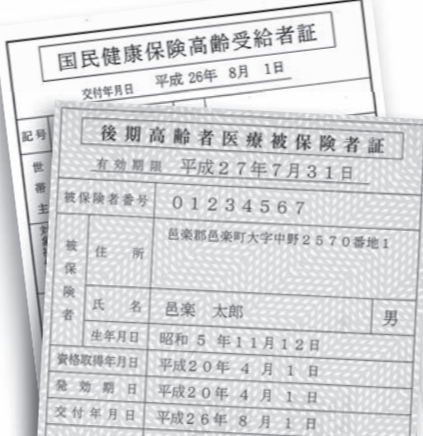 国民健康保険高齢受給者証
交付年月日 平成 26年 8月 1日
記号
世帯主
後期高齢者医療被保険者証
有効期限 平成27年7月31日
被保険者番号 01234567
被保険者
住所 邑楽郡邑楽町大字中野2570番地1
氏名 邑楽 太郎 男
生年月日 昭和 5 年11月12日
資格取得年月日 平成20年 4 月 1 日
発効期日 平成20年 4 月 1 日
交付年月日 平成26年 8 月 1 日